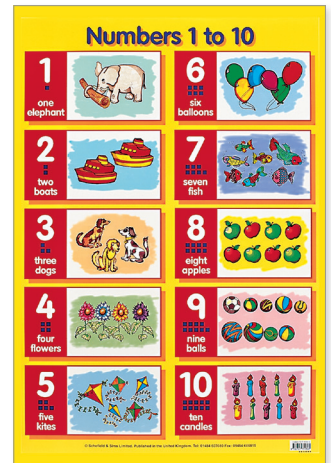 Numbers 1 to 10
1
one
elephant
2
two
boats
3
three
dogs
4
four
flowers
5
five
kites
6
six
balloons
7
seven
fish
8
eight
apples
9
nine
balls
10
ten
candles